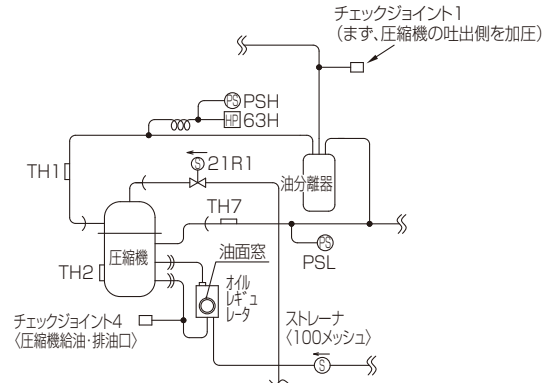 チェックジョイント1
(まず、圧縮機の吐出側を加圧)
PS PSH
HP 63H
TH1
S 21R1
油分離器
TH7
圧縮機
油面窓
PS
PSL
TH2
オイル
レギュ
レータ
ストレーナ
〈100メッシュ〉
チェックジョイント4
〈圧縮機給油・排油口〉
S